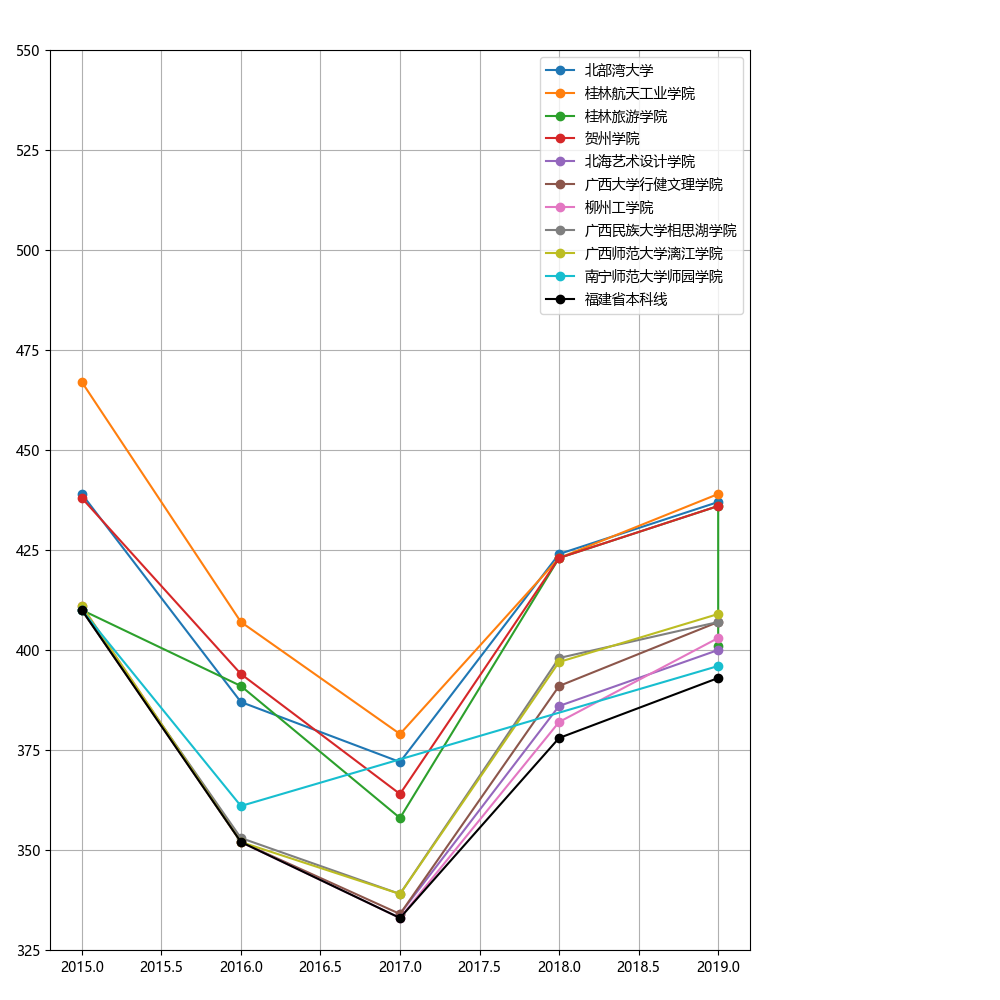 550
525
500
475
450
425
400
375
350
325
2015.0
2015.5
2016.0
2016.5
2017.0
2017.5
2018.0
2018.5
2019.0
北部湾大学
桂林航天工业学院
桂林旅游学院
贺州学院
北海艺术设计学院
广西大学行健文理学院
柳州工学院
广西民族大学相思湖学院
广西师范大学漓江学院
南宁师范大学师园学院
福建省本科线